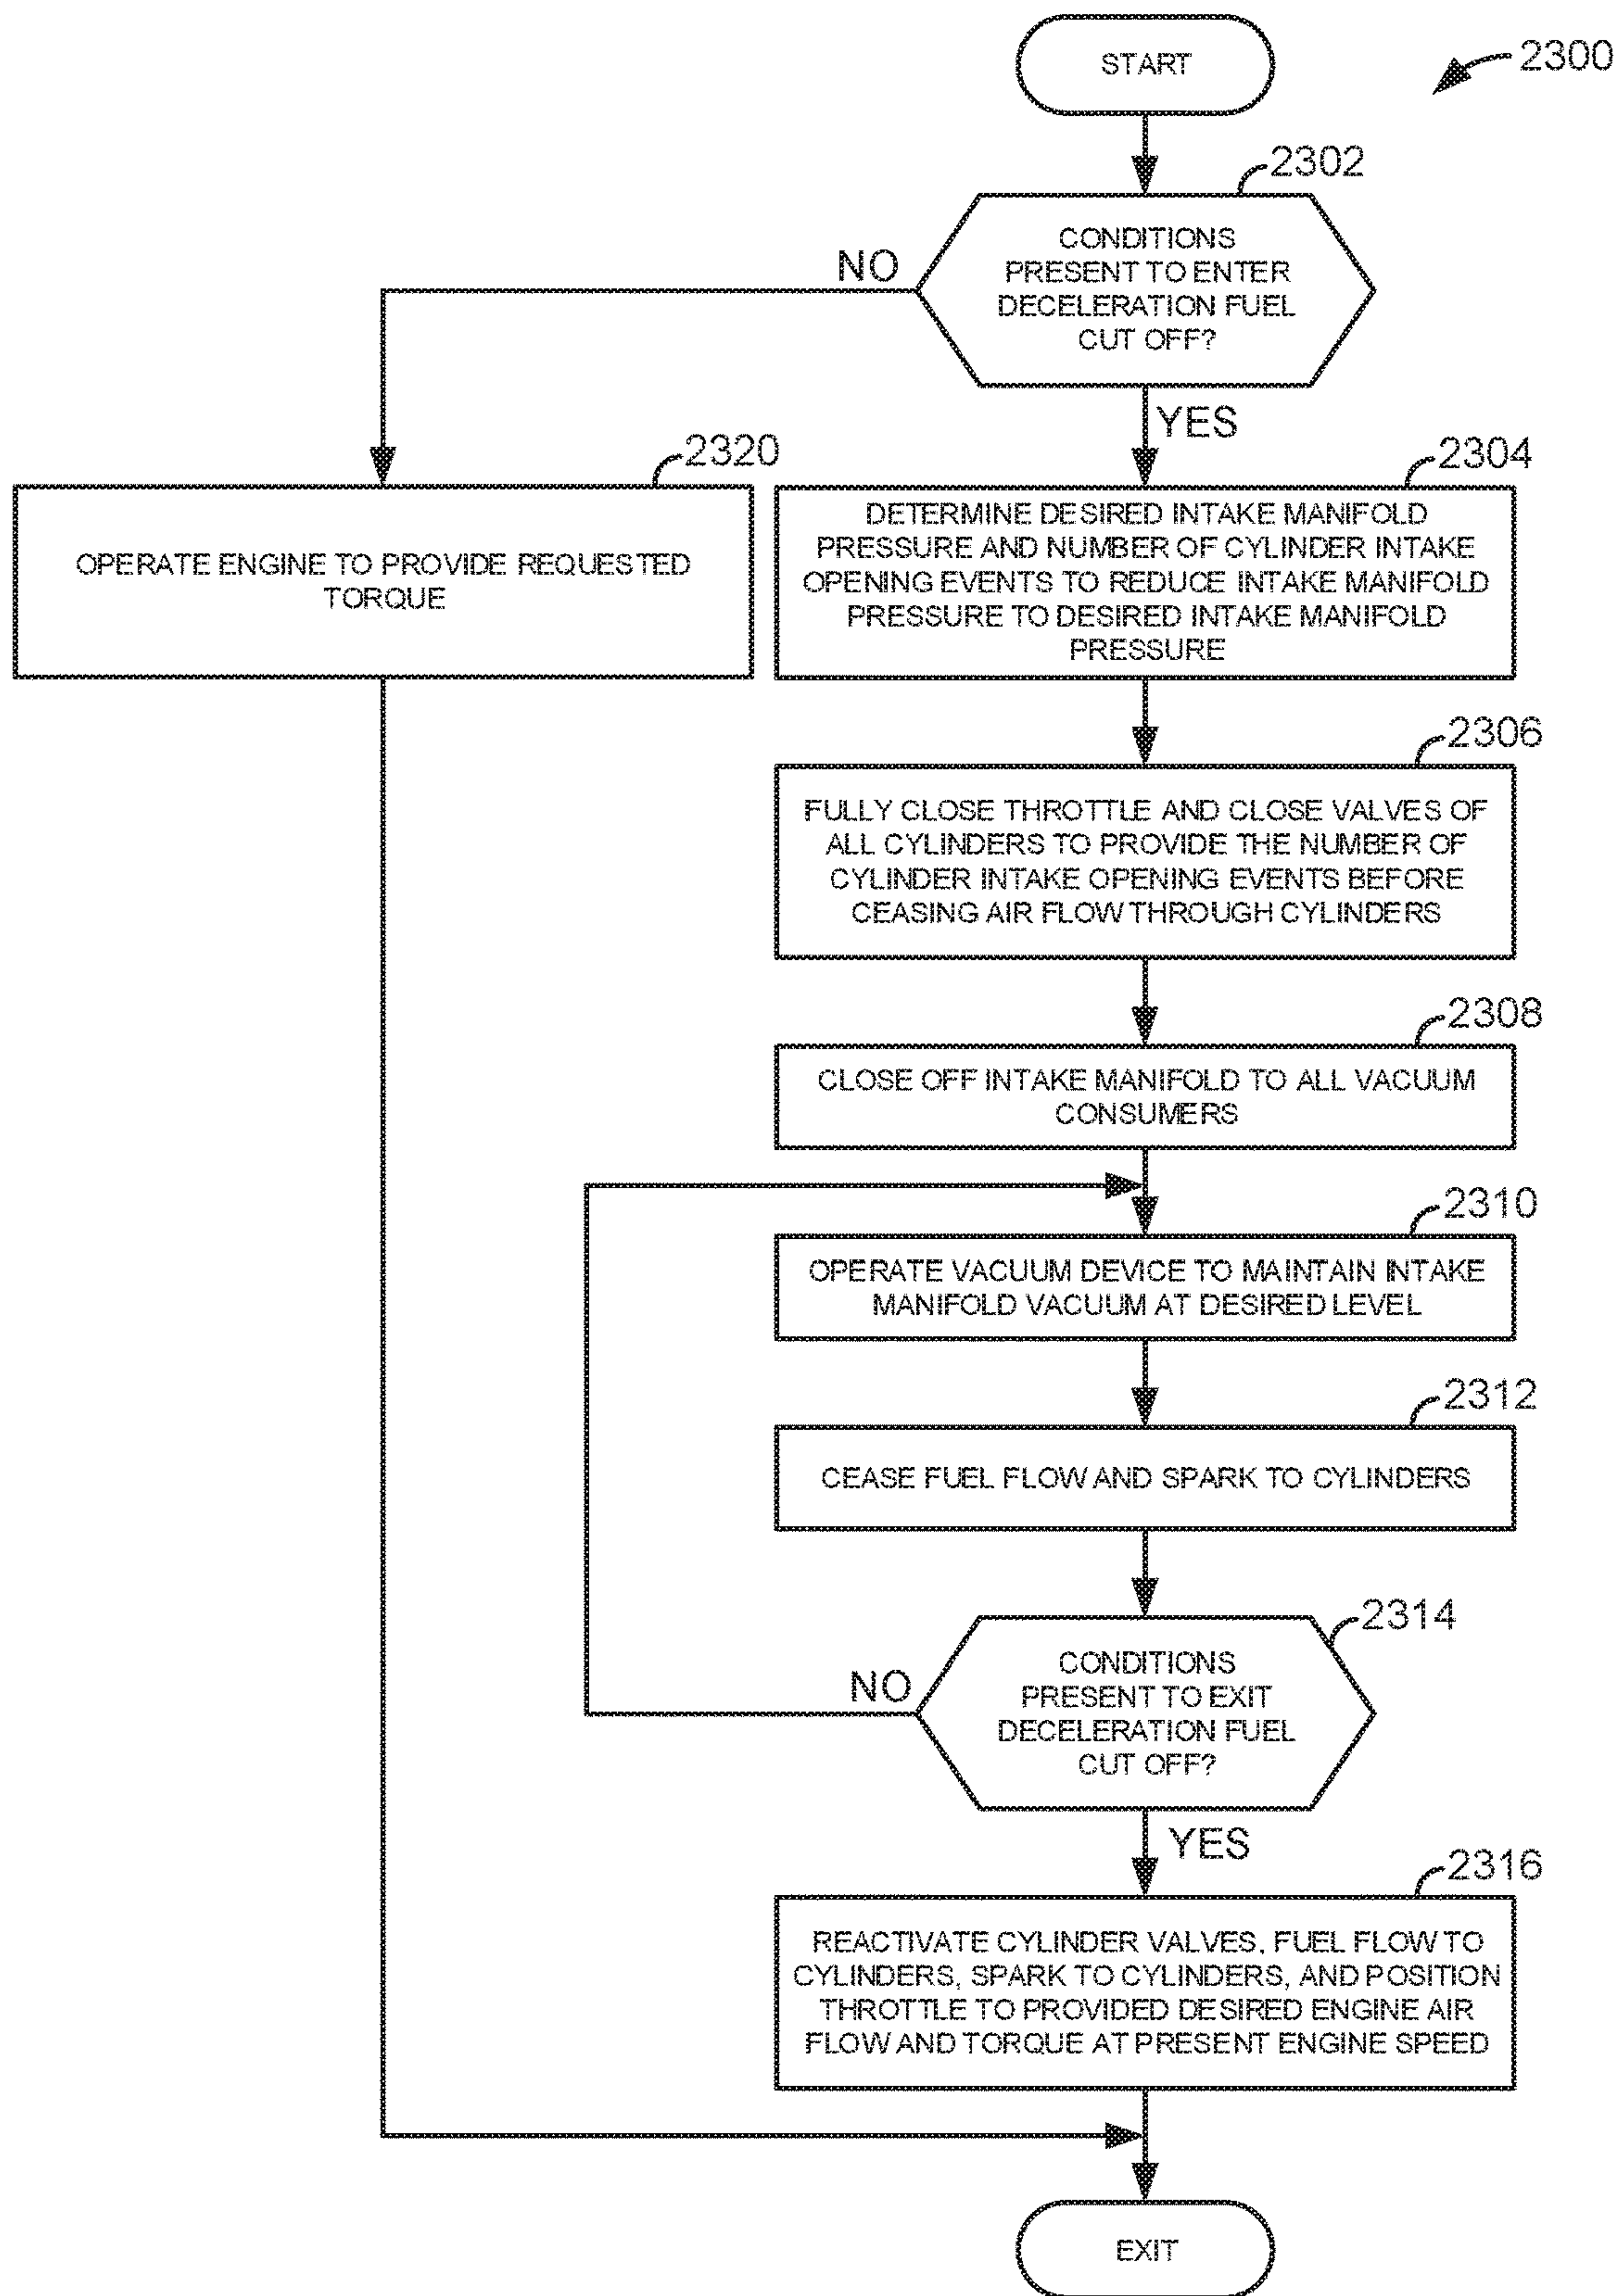 START
2300
2302
CONDITIONS
PRESENT TO ENTER
DECELERATION FUEL
CUT OFF?
NO
YES
2320
OPERATE ENGINE TO PROVIDE REQUESTED
TORQUE
2304
DETERMINE DESIRED INTAKE MANIFOLD
PRESSURE AND NUMBER OF CYLINDER INTAKE
OPENING EVENTS TO REDUCE INTAKE MANIFOLD
PRESSURE TO DESIRED INTAKE MANIFOLD
PRESSURE
2306
FULLY CLOSE THROTTLE AND CLOSE VALVES OF
ALL CYLINDERS TO PROVIDE THE NUMBER OF
CYLINDER INTAKE OPENING EVENTS BEFORE
CEASING AIR FLOW THROUGH CYLINDERS
2308
CLOSE OFF INTAKE MANIFOLD TO ALL VACUUM
CONSUMERS
2310
OPERATE VACUUM DEVICE TO MAINTAIN INTAKE
MANIFOLD VACUUM AT DESIRED LEVEL
2312
CEASE FUEL FLOW AND SPARK TO CYLINDERS
2314
CONDITIONS
PRESENT TO EXIT
DECELERATION FUEL
CUT OFF?
NO
YES
2316
REACTIVATE CYLINDER VALVES, FUEL FLOW TO
CYLINDERS, SPARK TO CYLINDERS, AND POSITION
THROTTLE TO PROVIDED DESIRED ENGINE AIR
FLOW AND TORQUE AT PRESENT ENGINE SPEED
EXIT